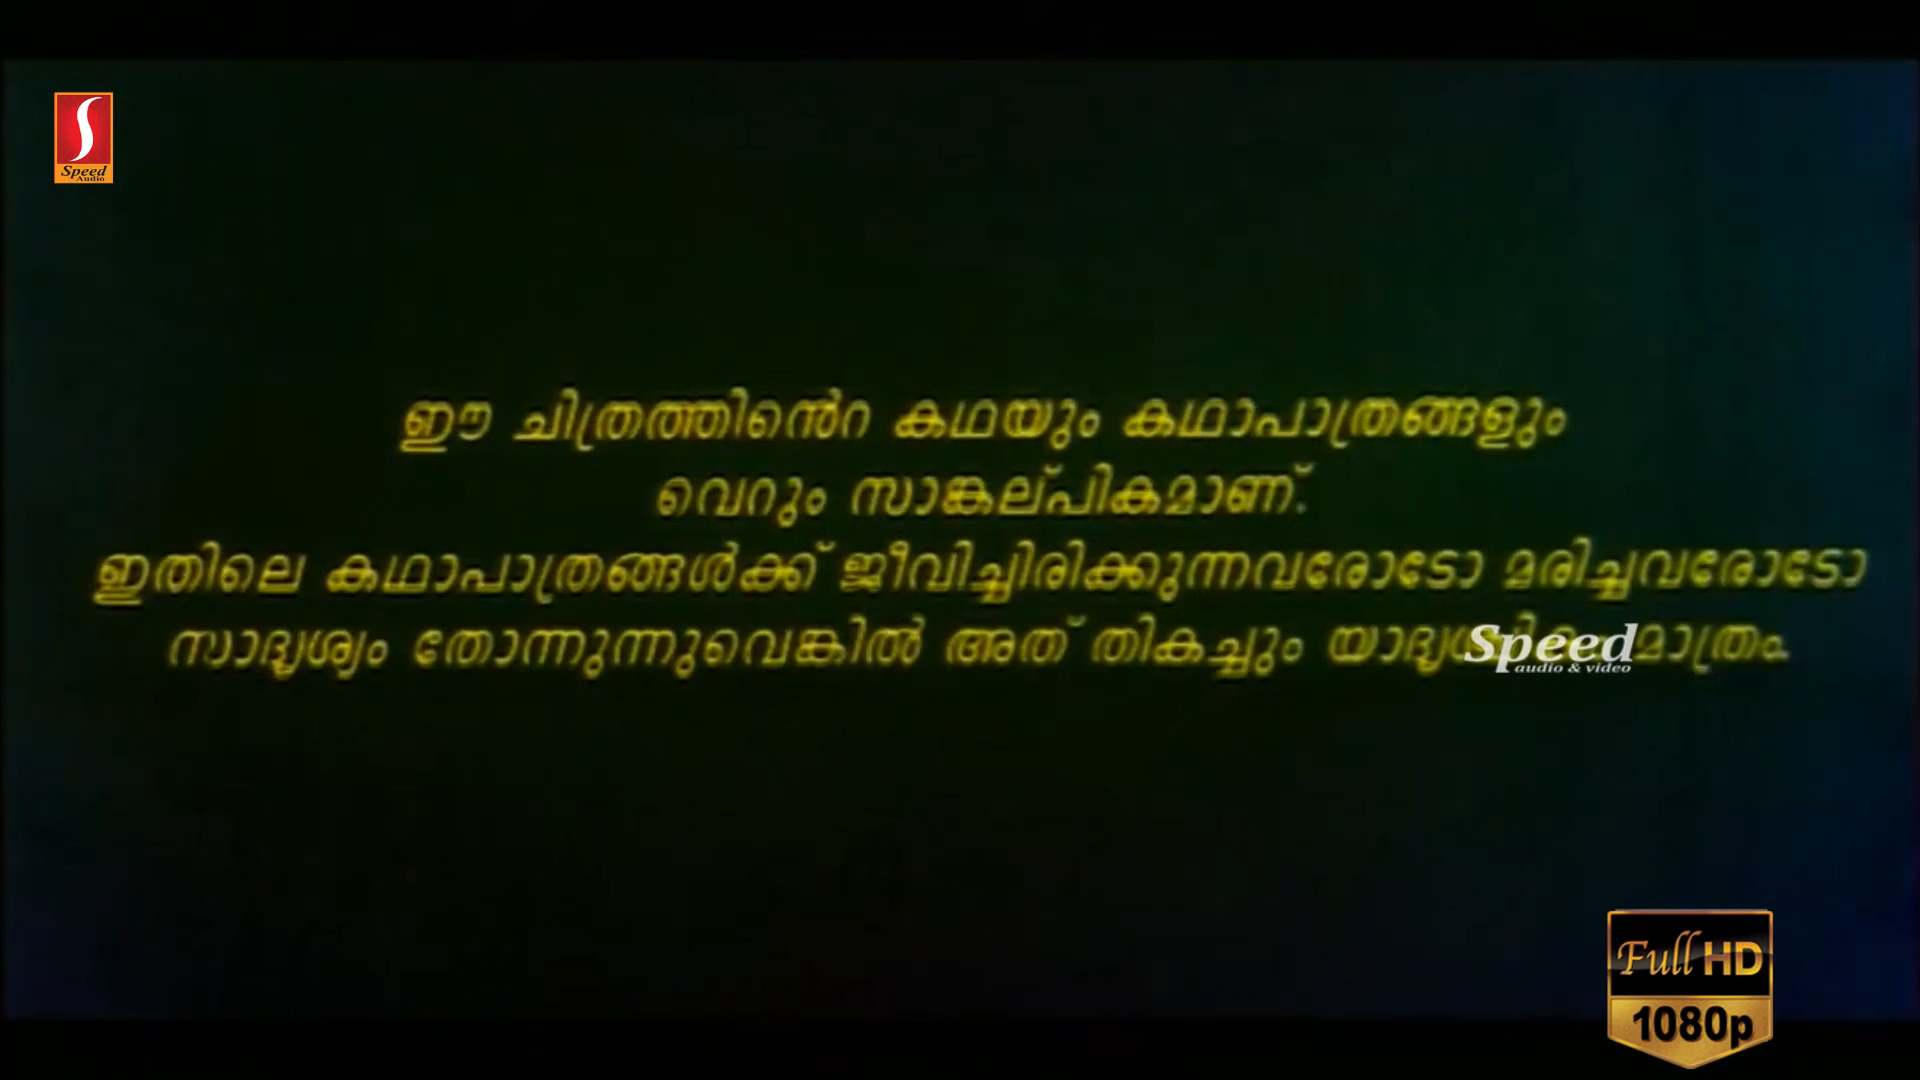 S
Speed
Audio
ഈ ചിത്രത്തിൻെറ കഥയും കഥാപാത്രങ്ങളും
വെറും സാങ്കല്പികമാണ്.
ഇതിലെ കഥാപാത്രങ്ങൾക്ക് ജീവിച്ചിരിക്കുന്നവരോടോ മരിച്ചവരോടോ
സാദൃശ്യം തോന്നുന്നുവെങ്കിൽ അത് തികച്ചും മാത്രം.
Speed
audio & video
Full HD
1080p